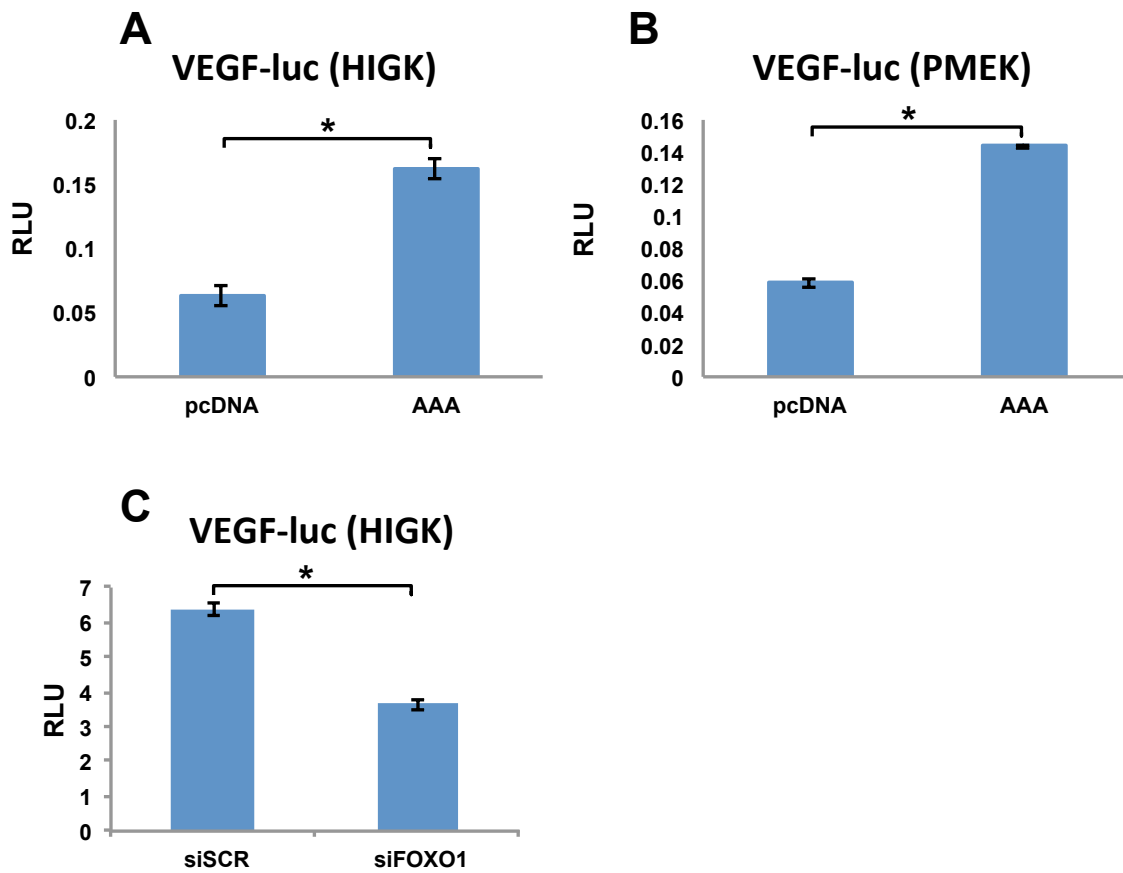 A
VEGF-luc (HIGK)
*
0.2
0.15
0.1
0.05
0
RLU
pcDNA AAA
B
VEGF-luc (PMEK)
*
0.16
0.14
0.12
0.1
0.08
0.06
0.04
0.02
0
RLU
pcDNA AAA
C
VEGF-luc (HIGK)
*
7
6
5
4
3
2
1
0
RLU
siSCR siFOXO1